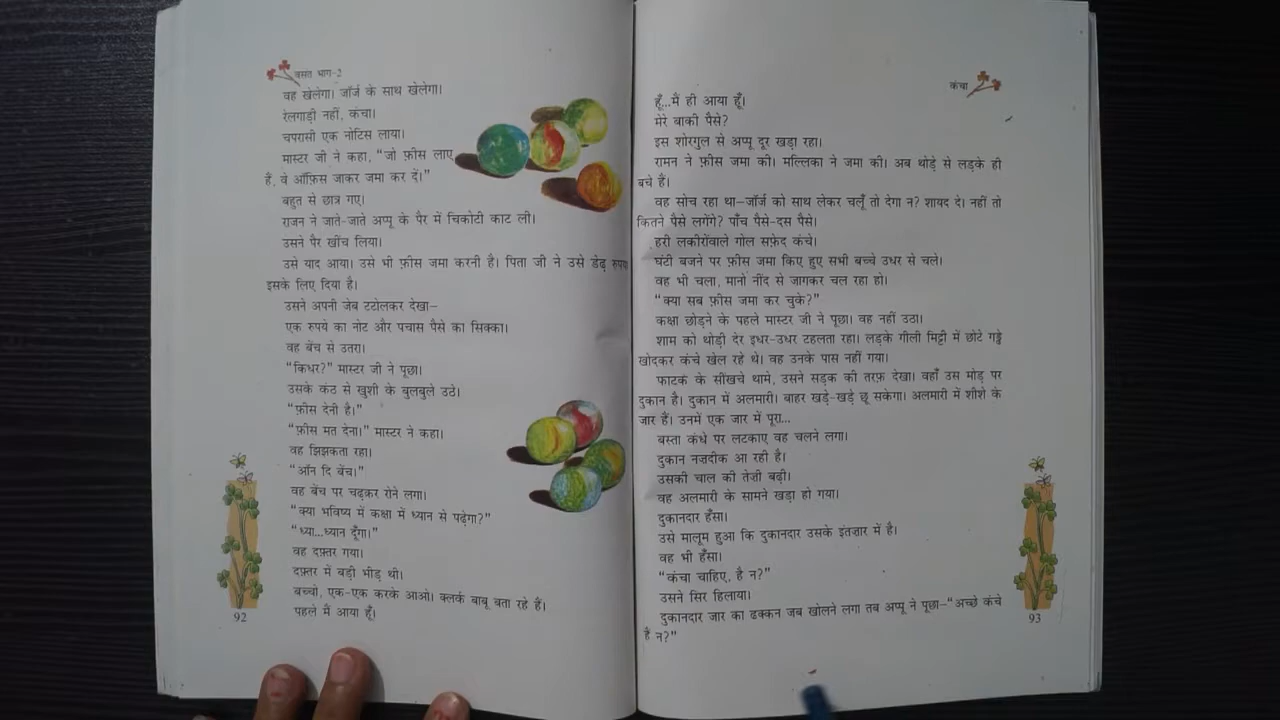 वसंत भाग-2
वह खेलेगा। जॉर्ज के साथ खेलेगा।
रेलगाड़ी नहीं, कंचा।
चपरासी एक नोटिस लाया।
मास्टर जी ने कहा, “जो फ़ीस लाए
हैं, वे ऑफ़िस जाकर जमा कर दें।”
बहुत से छात्र गए।
राजन ने जाते-जाते अप्पू के पैर में चिकोटी काट ली।
उसने पैर खींच लिया।
उसे याद आया। उसे भी फ़ीस जमा करनी है। पिता जी ने उसे डेढ़ रुपया
इसके लिए दिया है।
उसने अपनी जेब टटोलकर देखा–
एक रुपये का नोट और पचास पैसे का सिक्का।
वह बेंच से उतरा।
“किधर?” मास्टर जी ने पूछा।
उसके कंठ से खुशी के बुलबुले उठे।
“फ़ीस देनी है।”
“फ़ीस मत देना।” मास्टर ने कहा।
वह झिझकता रहा।
“ऑन दि बेंच।”
वह बेंच पर चढ़कर रोने लगा।
“क्या भविष्य में कक्षा में ध्यान से पढ़ेगा?”
“ध्या...ध्यान दूँगा।”
वह दफ़्तर गया।
दफ़्तर में बड़ी भीड़ थी।
बच्चो, एक-एक करके आओ। क्लर्क बाबू बता रहे हैं।
पहले मैं आया हूँ।
92
कंचा
हूँ...मैं ही आया हूँ।
मेरे बाकी पैसे?
इस शोरगुल से अप्पू दूर खड़ा रहा।
रामन ने फ़ीस जमा की। मल्लिका ने जमा की। अब थोड़े से लड़के ही
बचे हैं।
वह सोच रहा था–जॉर्ज को साथ लेकर चलूँ तो देगा न? शायद दे। नहीं तो
कितने पैसे लगेंगे? पाँच पैसे-दस पैसे।
हरी लकीरोंवाले गोल सफ़ेद कंचे।
घंटी बजने पर फ़ीस जमा किए हुए सभी बच्चे उधर से चले।
वह भी चला, मानो नींद से जागकर चल रहा हो।
“क्या सब फ़ीस जमा कर चुके?”
कक्षा छोड़ने के पहले मास्टर जी ने पूछा। वह नहीं उठा।
शाम को थोड़ी देर इधर-उधर टहलता रहा। लड़के गीली मिट्टी में छोटे गड्ढे
खोदकर कंचे खेल रहे थे। वह उनके पास नहीं गया।
फाटक के सींखचे थामे, उसने सड़क की तरफ़ देखा। वहाँ उस मोड़ पर
दुकान है। दुकान में अलमारी। बाहर खड़े-खड़े छू सकेगा। अलमारी में शीशे के
जार हैं। उनमें एक जार में पूरा...
बस्ता कंधे पर लटकाए वह चलने लगा।
दुकान नज़दीक आ रही है।
उसकी चाल की तेज़ी बढ़ी।
वह अलमारी के सामने खड़ा हो गया।
दुकानदार हँसा।
उसे मालूम हुआ कि दुकानदार उसके इंतज़ार में है।
वह भी हँसा।
“कंचा चाहिए, है न?”
उसने सिर हिलाया।
दुकानदार जार का ढक्कन जब खोलने लगा तब अप्पू ने पूछा–“अच्छे कंचे
हैं न?”
93